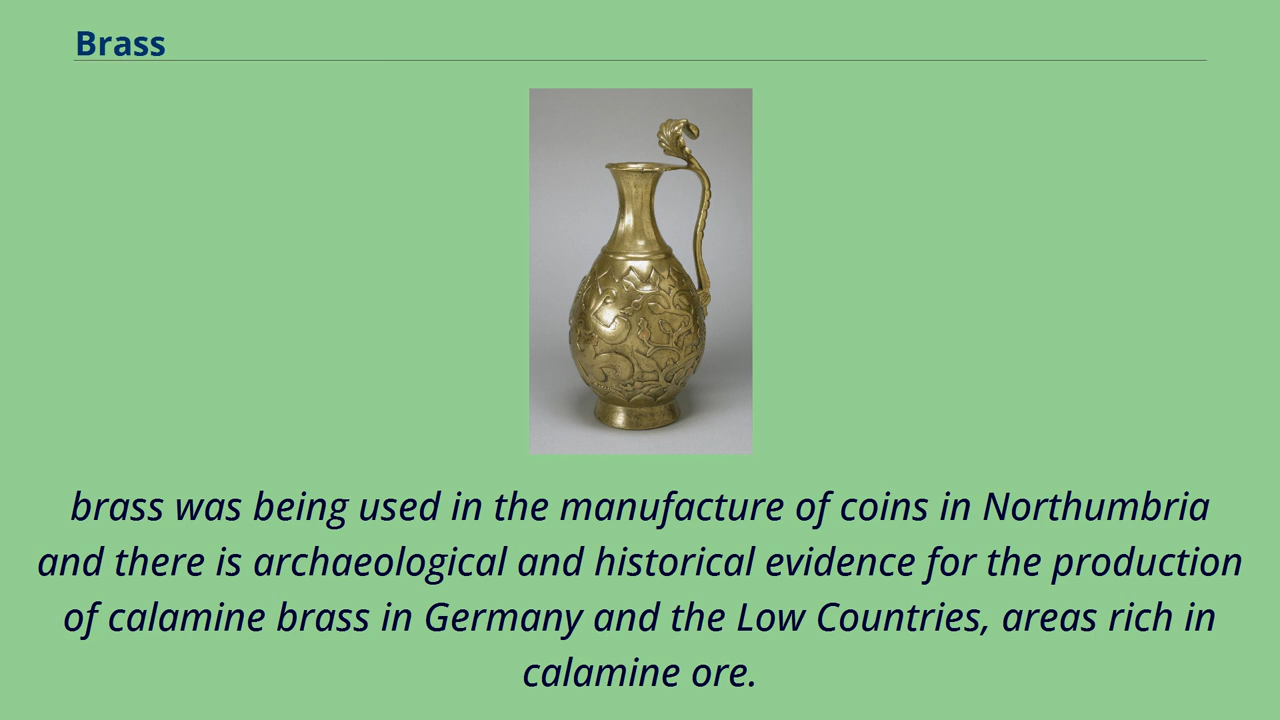 Brass
brass was being used in the manufacture of coins in Northumbria
and there is archaeological and historical evidence for the production
of calamine brass in Germany and the Low Countries, areas rich in
calamine ore.